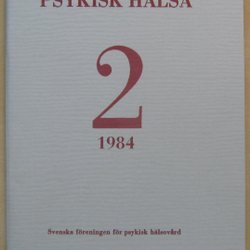 PSYKISK HÄLSA
2
1984
Svenska föreningen för psykisk hälsovård